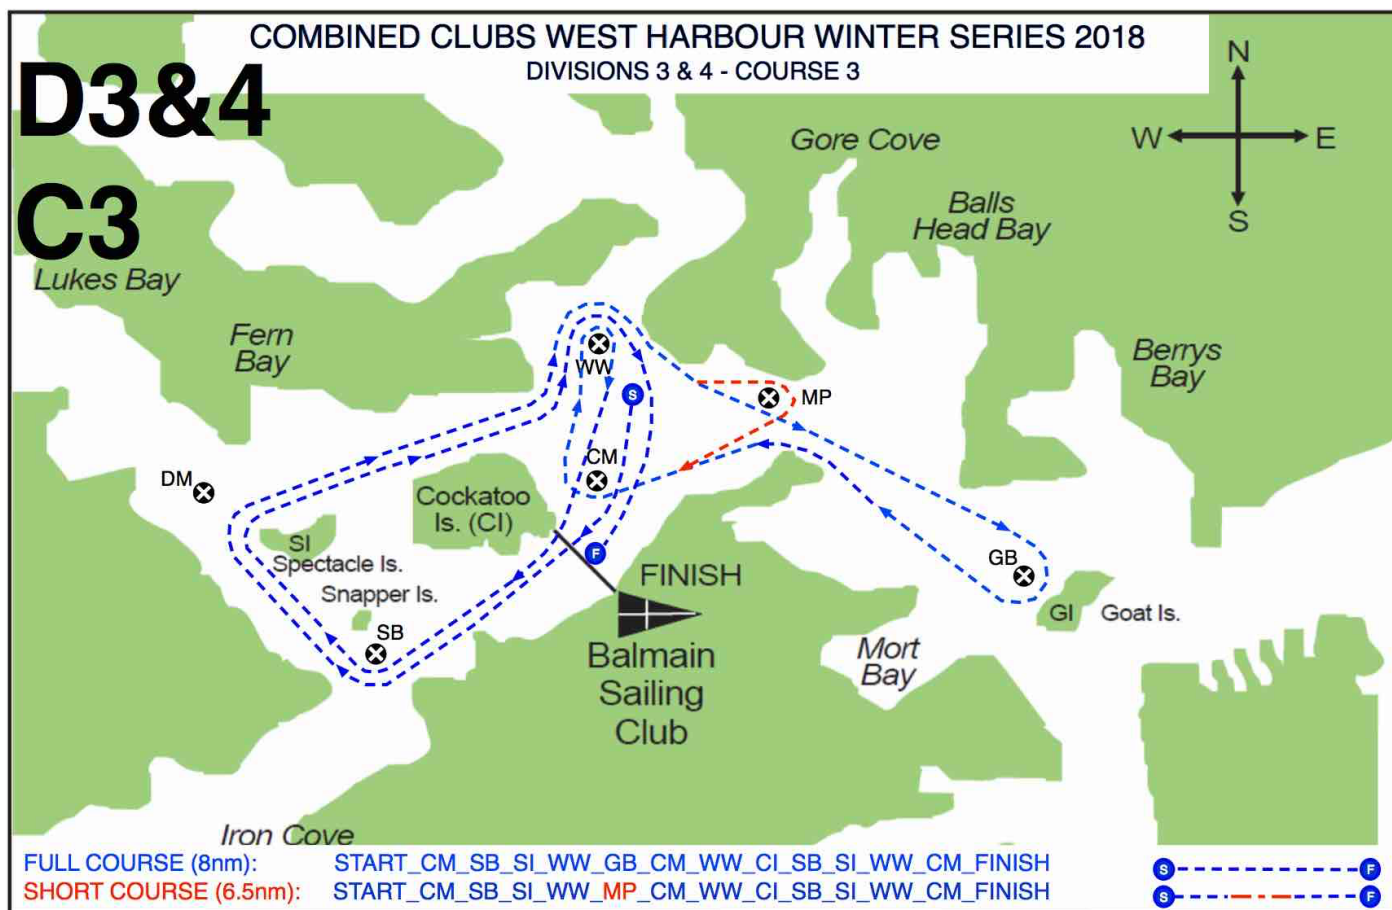 COMBINED CLUBS WEST HARBOUR WINTER SERIES 2018
DIVISIONS 3 & 4 - COURSE 3
D3&4
C3
N
W
E
S
Gore Cove
Balls
Head Bay
Lukes Bay
Fern
Bay
Berrys
Bay
WW
S
MP
CM
DM
Cockatoo
Is. (CI)
SI
Spectacle Is.
F
GB
FINISH
Snapper Is.
GI
Goat Is.
SB
Balmain
Sailing
Club
Mort
Bay
Iron Cove
FULL COURSE (8nm): START_CM_SB_SI_WW_GB_CM_WW_CI_SB_SI_WW_CM_FINISH S F
SHORT COURSE (6.5nm): START_CM_SB_SI_WW_MP_CM_WW_CI_SB_SI_WW_CM_FINISH S F